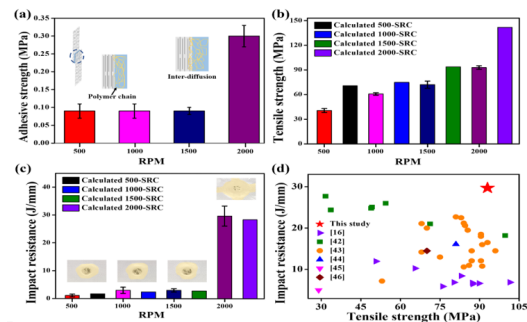 (a)
Adhesive strength (MPa)
0.35
0.30
0.25
0.20
0.15
0.10
0.05
0.00
Polymer chain
Inter-diffusion
500
1000
1500
2000
RPM
(b)
Tensile strength (MPa)
150
120
90
60
30
0
Calculated 500-SRC
Calculated 1000-SRC
Calculated 1500-SRC
Calculated 2000-SRC
500
1000
1500
2000
RPM
(c)
Impact resistance (J/mm)
40
30
20
10
0
Calculated 500-SRC
Calculated 1000-SRC
Calculated 1500-SRC
Calculated 2000-SRC
500
1000
1500
2000
RPM
(d)
Impact resistance (J/mm)
30
20
10
This study
[16]
[42]
[43]
[44]
[45]
[46]
30
45
60
75
90
105
Tensile strength (MPa)